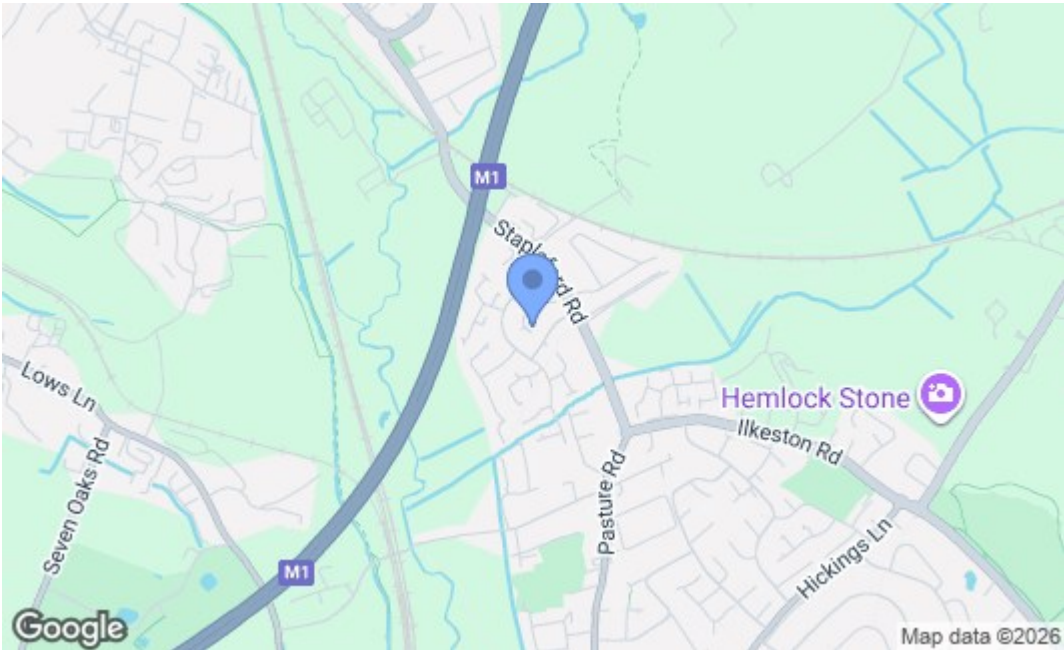 M1
Stapleford Rd
Lows Ln
Seven Oaks Rd
Hemlock Stone
Ilkeston Rd
Pasture Rd
Hickings Ln
M1
Google
Map data ©2026